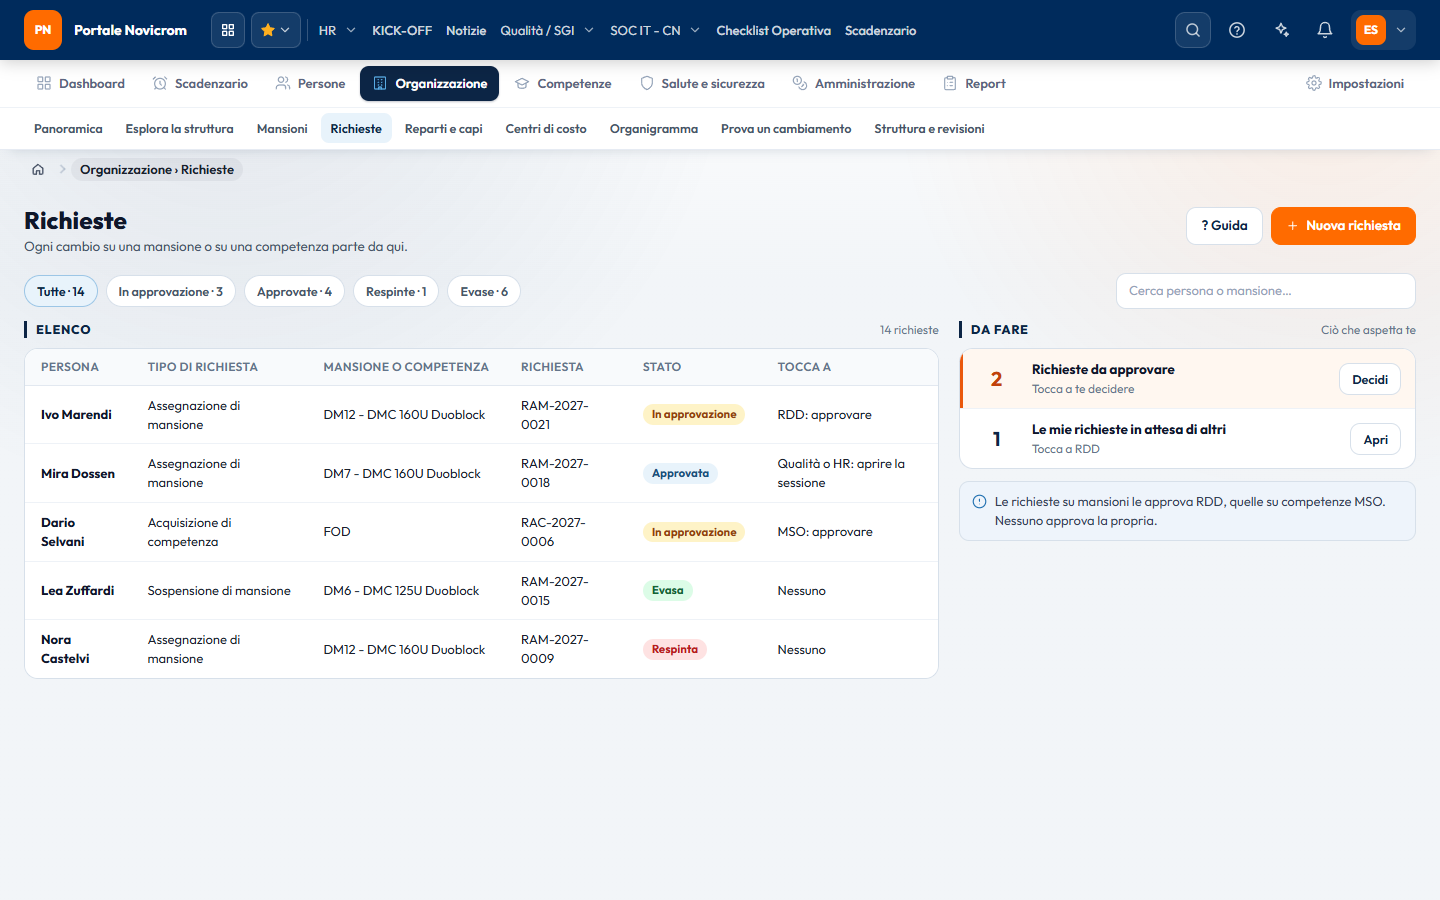 PN Portale Novicrom HR KICK-OFF Notizie Qualità / SGI SOC IT - CN Checklist Operativa Scadenzario ES
Dashboard Scadenzario Persone Organizzazione Competenze Salute e sicurezza Amministrazione Report Impostazioni
Panoramica Esplora la struttura Mansioni Richieste Reparti e capi Centri di costo Organigramma Prova un cambiamento Struttura e revisioni
Organizzazione › Richieste
Richieste
Ogni cambio su una mansione o su una competenza parte da qui.
? Guida + Nuova richiesta
Tutte · 14 In approvazione · 3 Approvate · 4 Respinte · 1 Evase · 6 Cerca persona o mansione...
ELENCO 14 richieste
PERSONA TIPO DI RICHIESTA MANSIONE O COMPETENZA RICHIESTA STATO TOCCA A
Ivo Marendi Assegnazione di mansione DM12 - DMC 160U Duoblock RAM-2027-0021 In approvazione RDD: approvare
Mira Dossen Assegnazione di mansione DM7 - DMC 160U Duoblock RAM-2027-0018 Approvata Qualità o HR: aprire la sessione
Dario Selvani Acquisizione di competenza FOD RAC-2027-0006 In approvazione MSO: approvare
Lea Zuffardi Sospensione di mansione DM6 - DMC 125U Duoblock RAM-2027-0015 Evasa Nessuno
Nora Castelvi Assegnazione di mansione DM12 - DMC 160U Duoblock RAM-2027-0009 Respinta Nessuno
DA FARE Ciò che aspetta te
2 Richieste da approvare Decidi
Tocca a te decidere
1 Le mie richieste in attesa di altri Apri
Tocca a RDD
Le richieste su mansioni le approva RDD, quelle su competenze MSO.
Nessuno approva la propria.